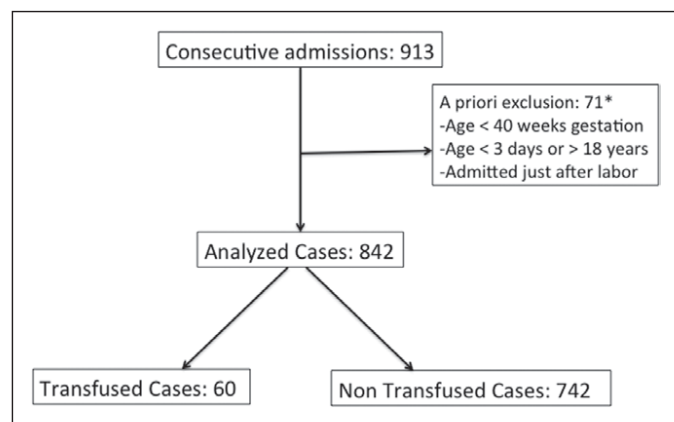 Consecutive admissions: 913
A priori exclusion: 71*
-Age < 40 weeks gestation
-Age < 3 days or > 18 years
-Admitted just after labor
Analyzed Cases: 842
Transfused Cases: 60
Non Transfused Cases: 742